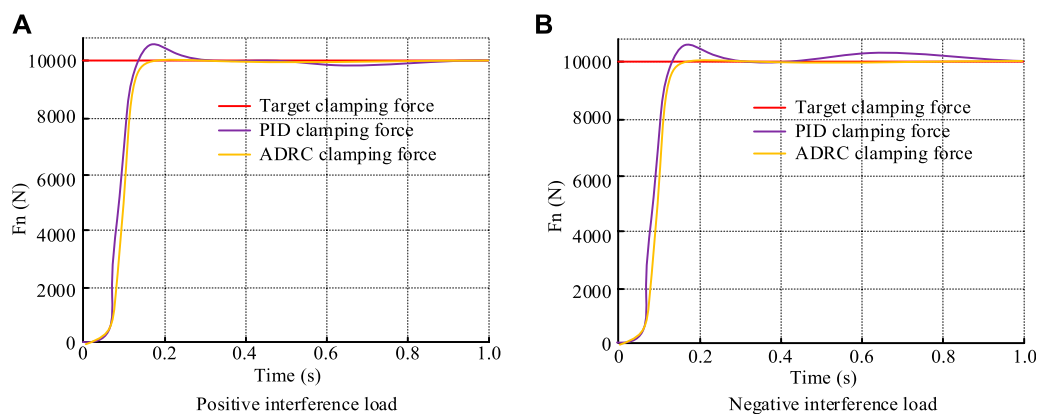 A
10000
8000
6000
4000
2000
0
Fn (N)
Target clamping force
PID clamping force
ADRC clamping force
0 0.2 0.4 0.6 0.8 1.0
Time (s)
Positive interference load
B
10000
8000
6000
4000
2000
0
Fn (N)
Target clamping force
PID clamping force
ADRC clamping force
0 0.2 0.4 0.6 0.8 1.0
Time (s)
Negative interference load